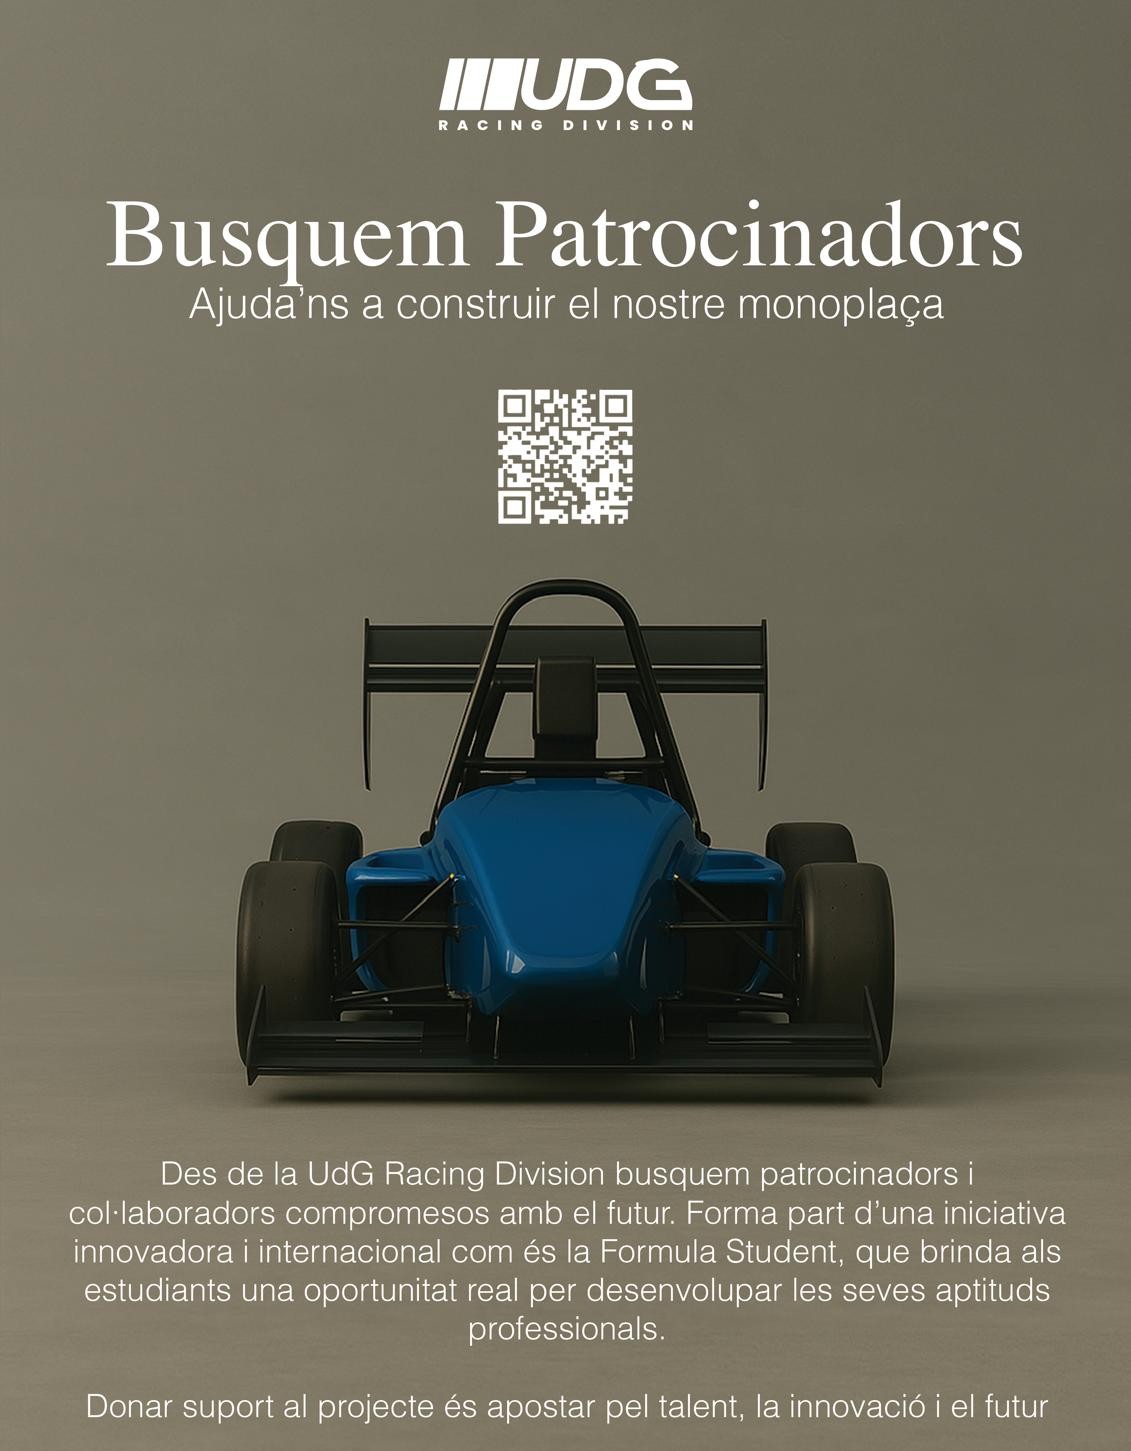 UDG
RACING DIVISION
Busquem Patrocinadors
Ajuda’ns a construir el nostre monoplaça
Des de la UdG Racing Division busquem patrocinadors i
col·laboradors compromesos amb el futur. Forma part d’una iniciativa
innovadora i internacional com és la Formula Student, que brinda als
estudiants una oportunitat real per desenvolupar les seves aptituds
professionals.
Donar suport al projecte és apostar pel talent, la innovació i el futur